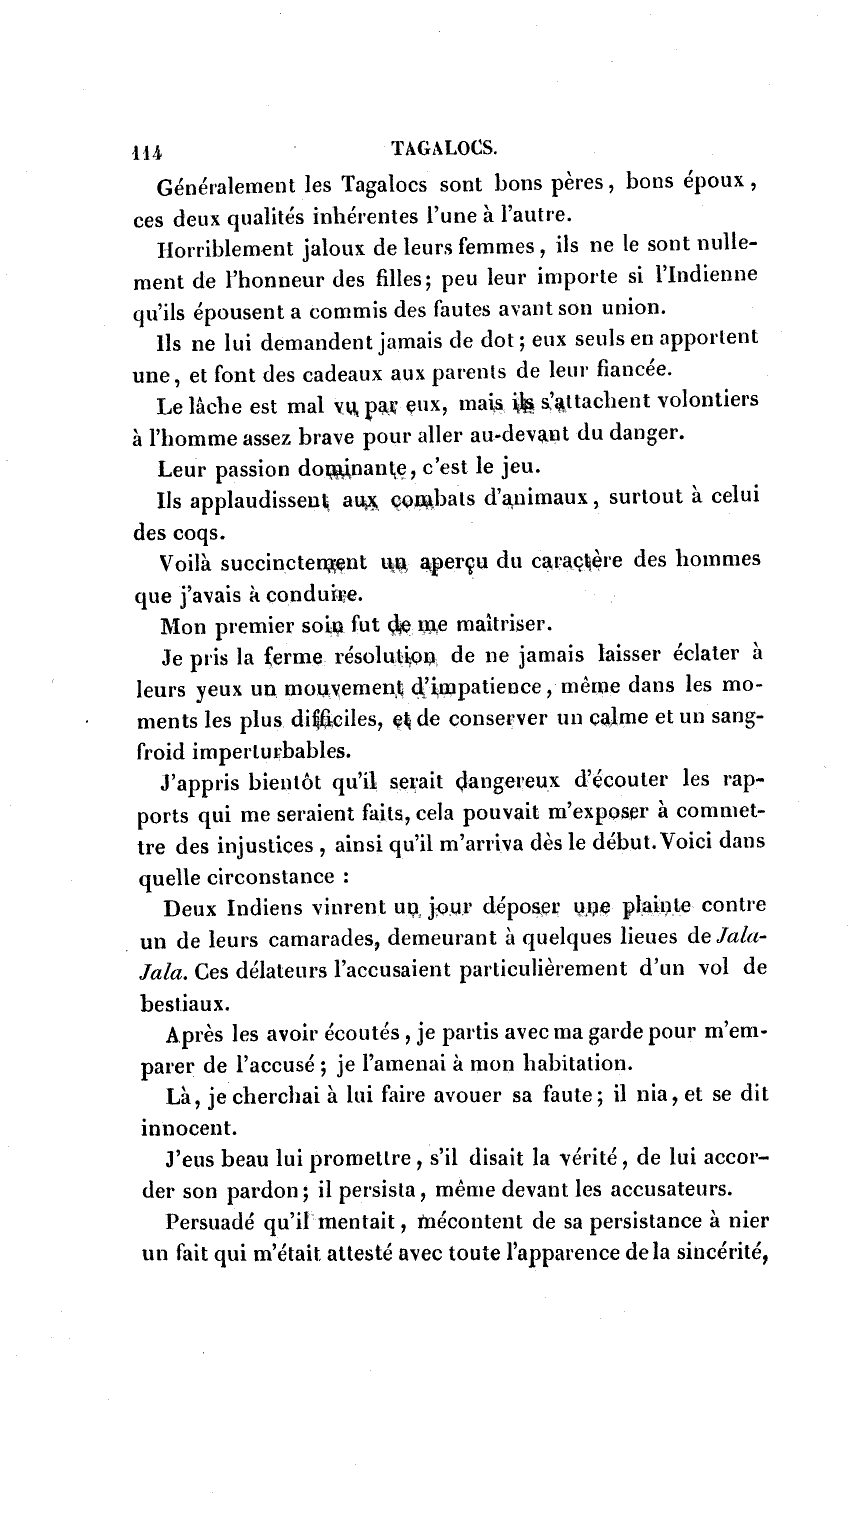 114 TAGALOCS.
Généralement les Tagalocs sont bons pères, bons époux,
ces deux qualités inhérentes l'une à l'autre.
Horriblement jaloux de leurs femmes, ils ne le sont nulle-
ment de l'honneur des filles; peu leur importe si l'Indienne
qu'ils épousent a commis des fautes avant son union.
Ils ne lui demandent jamais de dot; eux seuls en apportent
une, et font des cadeaux aux parents de leur fiancée.
Le lâche est mal vu par eux, mais ils s'attachent volontiers
à l'homme assez brave pour aller au-devant du danger.
Leur passion dominante, c'est le jeu.
Ils applaudissent aux combats d'animaux, surtout à celui
des coqs.
Voilà succinctement un aperçu du caractère des hommes
que j'avais à conduire.
Mon premier soin fut de me maîtriser.
Je pris la ferme résolution de ne jamais laisser éclater à
leurs yeux un mouvement d'impatience, même dans les mo-
ments les plus difficiles, et de conserver un calme et un sang-
froid imperturbables.
J'appris bientôt qu'il serait dangereux d'écouter les rap-
ports qui me seraient faits, cela pouvait m'exposer à commet-
tre des injustices, ainsi qu'il m'arriva dès le début. Voici dans
quelle circonstance :
Deux Indiens vinrent un jour déposer une plainte contre
un de leurs camarades, demeurant à quelques lieues de Jala-
Jala. Ces délateurs l'accusaient particulièrement d'un vol de
bestiaux.
Après les avoir écoutés, je partis avec ma garde pour m'em-
parer de l'accusé; je l'amenai à mon habitation.
Là, je cherchai à lui faire avouer sa faute; il nia, et se dit
innocent.
J'eus beau lui promettre, s'il disait la vérité, de lui accor-
der son pardon; il persista, même devant les accusateurs.
Persuadé qu'il mentait, mécontent de sa persistance à nier
un fait qui m'était attesté avec toute l'apparence de la sincérité,